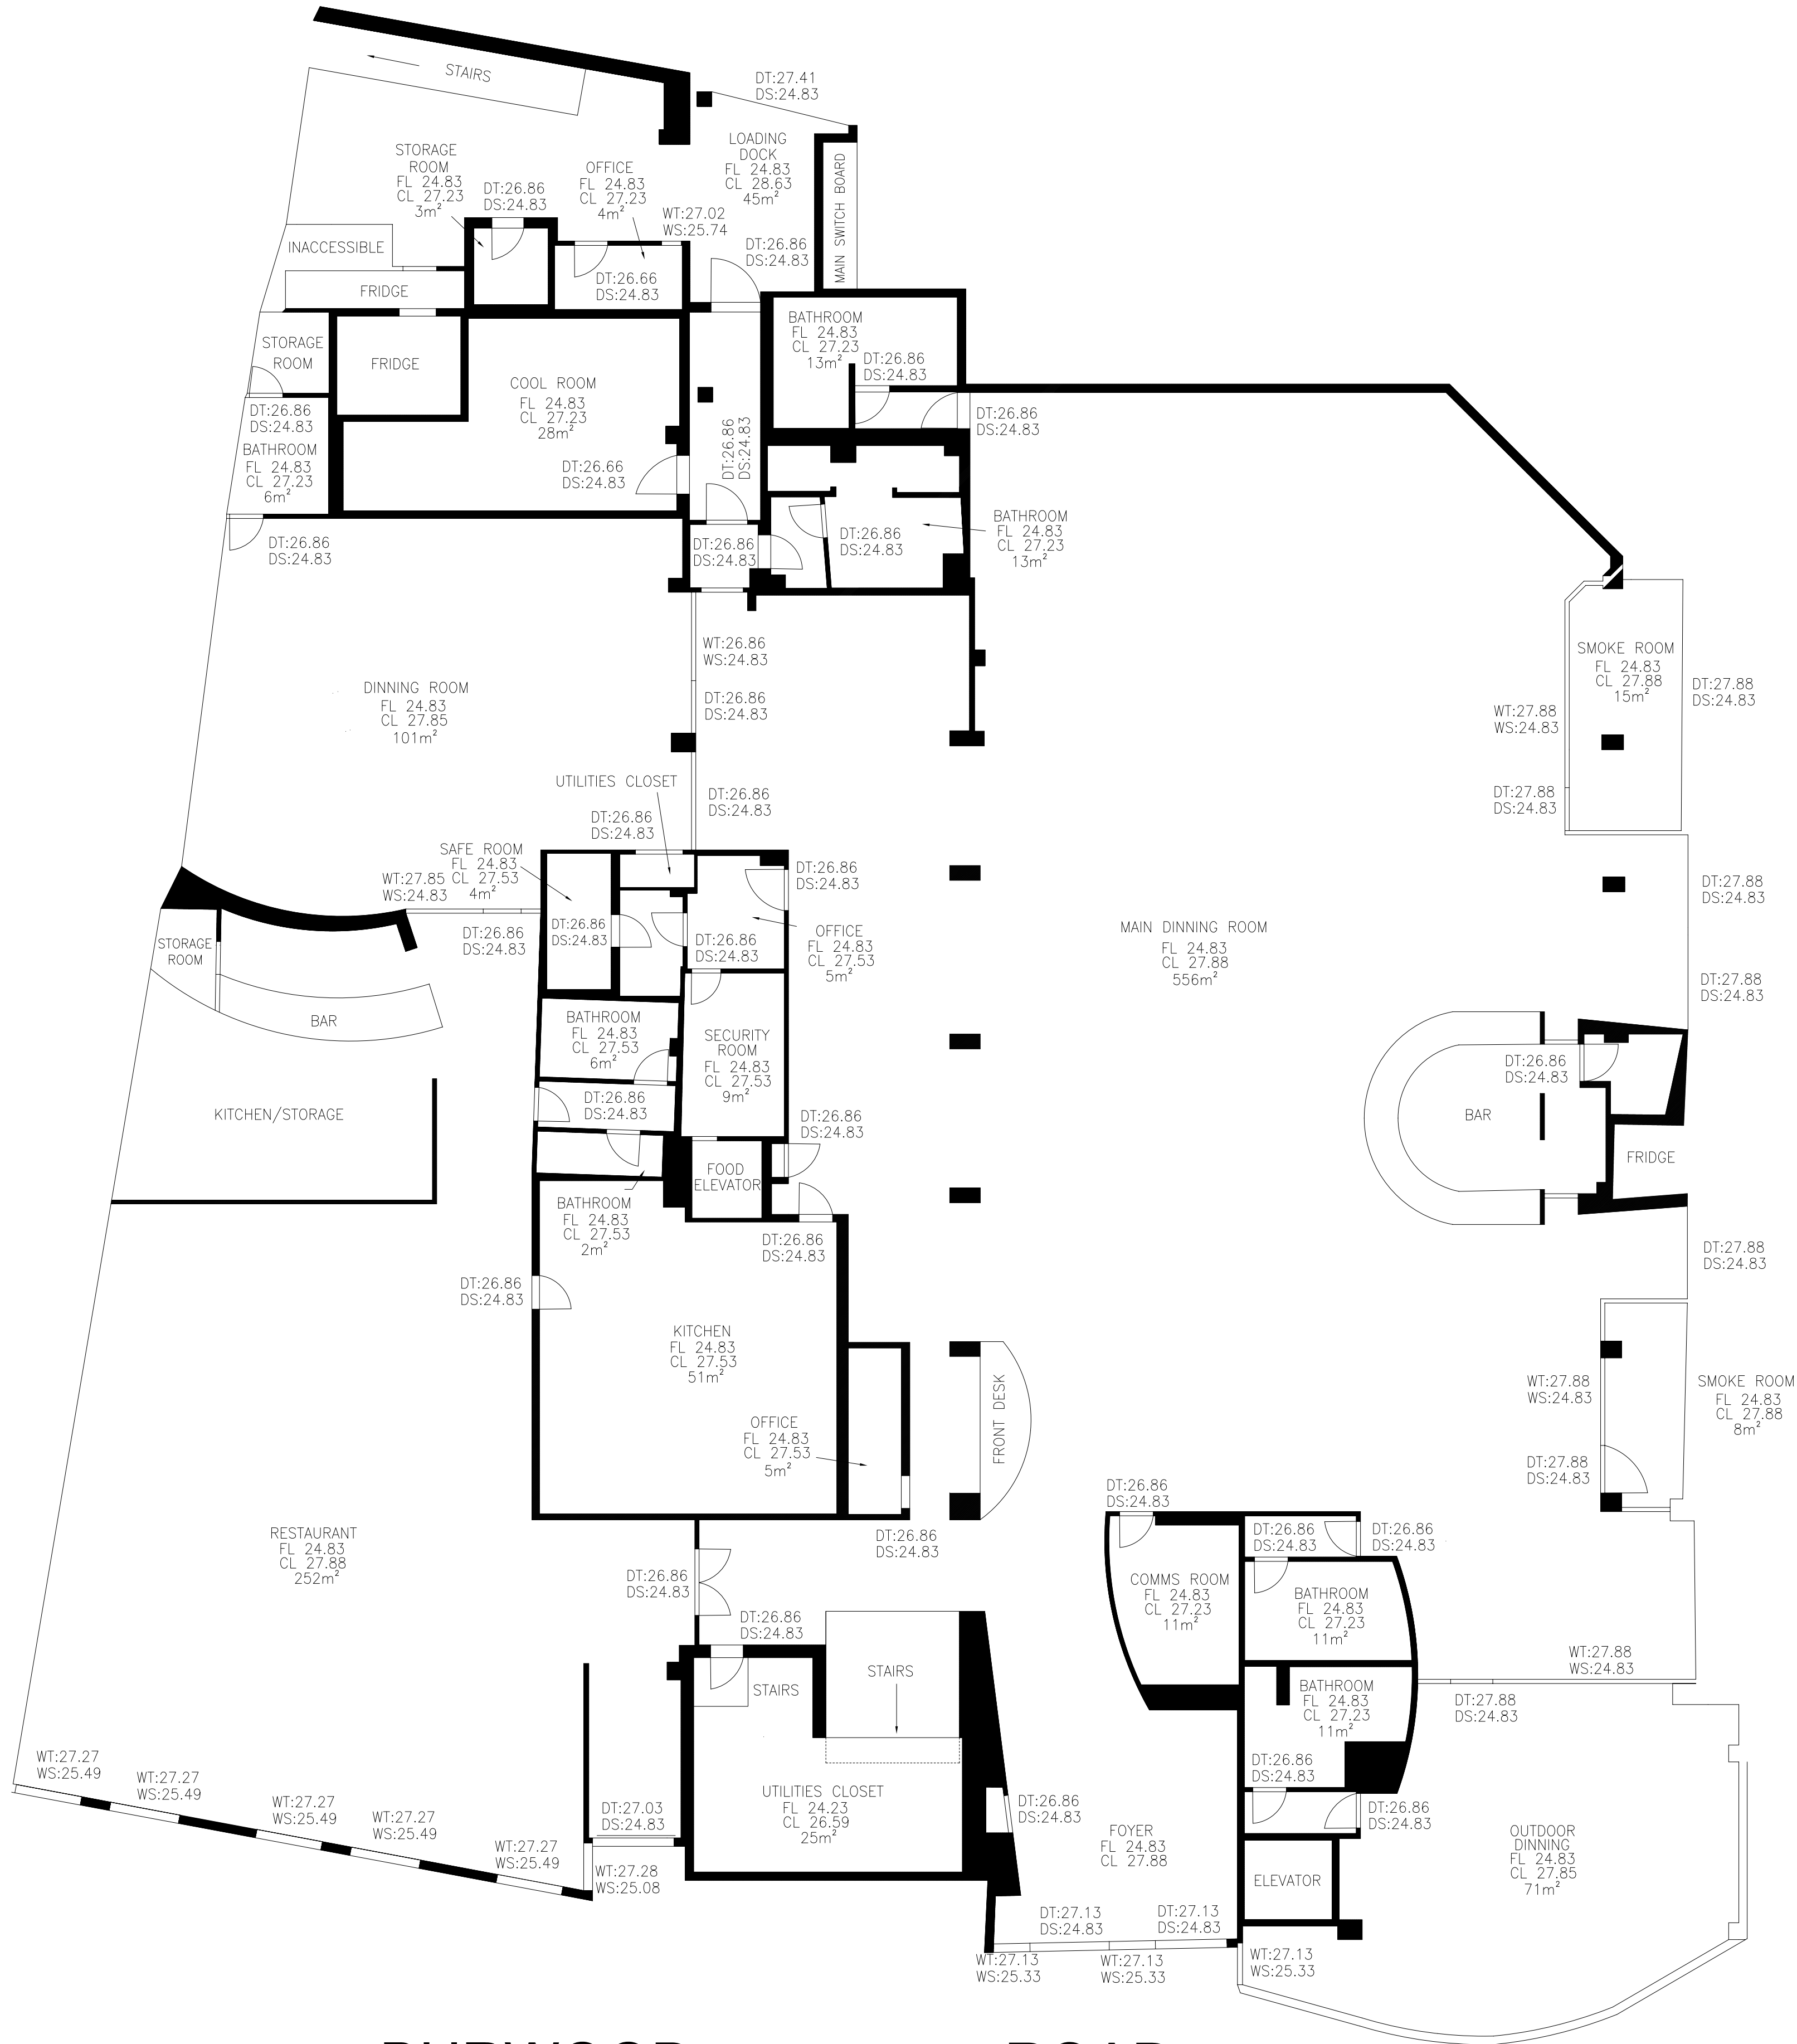 STAIRS
DT:27.41
DS:24.83
LOADING
DOCK
FL 24.83
CL 28.63
45m²
MAIN SWITCH BOARD
STORAGE
ROOM
FL 24.83
CL 27.23
3m²
DT:26.86
DS:24.83
OFFICE
FL 24.83
CL 27.23
4m²
WT:27.02
WS:25.74
DT:26.86
DS:24.83
INACCESSIBLE
FRIDGE
DT:26.66
DS:24.83
STORAGE
ROOM
FRIDGE
COOL ROOM
FL 24.83
CL 27.23
28m²
BATHROOM
FL 24.83
CL 27.23
13m²
DT:26.86
DS:24.83
DT:26.86
DS:24.83
DT:26.86
DS:24.83
DT:26.86
DS:24.83
BATHROOM
FL 24.83
CL 27.23
6m²
DT:26.66
DS:24.83
DT:26.86
DS:24.83
DT:26.86
DS:24.83
DT:26.86
DS:24.83
BATHROOM
FL 24.83
CL 27.23
13m²
WT:26.86
WS:24.83
DT:26.86
DS:24.83
DINNING ROOM
FL 24.83
CL 27.85
101m²
SMOKE ROOM
FL 24.83
CL 27.88
15m²
DT:27.88
DS:24.83
WT:27.88
WS:24.83
DT:27.88
DS:24.83
UTILITIES CLOSET
DT:26.86
DS:24.83
DT:26.86
DS:24.83
SAFE ROOM
FL 24.83
CL 27.53
4m²
WT:27.85
WS:24.83
DT:26.86
DS:24.83
DT:26.86
DS:24.83
DT:26.86
DS:24.83
DT:26.86
DS:24.83
OFFICE
FL 24.83
CL 27.53
5m²
MAIN DINNING ROOM
FL 24.83
CL 27.88
556m²
DT:27.88
DS:24.83
DT:27.88
DS:24.83
STORAGE
ROOM
BAR
KITCHEN/STORAGE
BATHROOM
FL 24.83
CL 27.53
6m²
SECURITY
ROOM
FL 24.83
CL 27.53
9m²
DT:26.86
DS:24.83
DT:26.86
DS:24.83
DT:26.86
DS:24.83
BAR
FRIDGE
FOOD
ELEVATOR
BATHROOM
FL 24.83
CL 27.53
2m²
DT:26.86
DS:24.83
DT:27.88
DS:24.83
DT:26.86
DS:24.83
KITCHEN
FL 24.83
CL 27.53
51m²
OFFICE
FL 24.83
CL 27.53
5m²
FRONT DESK
WT:27.88
WS:24.83
SMOKE ROOM
FL 24.83
CL 27.88
8m²
DT:27.88
DS:24.83
RESTAURANT
FL 24.83
CL 27.88
252m²
DT:26.86
DS:24.83
DT:26.86
DS:24.83
DT:26.86
DS:24.83
DT:26.86
DS:24.83
DT:26.86
DS:24.83
COMMS ROOM
FL 24.83
CL 27.23
11m²
BATHROOM
FL 24.83
CL 27.23
11m²
DT:26.86
DS:24.83
STAIRS
STAIRS
WT:27.88
WS:24.83
BATHROOM
FL 24.83
CL 27.23
11m²
DT:27.88
DS:24.83
WT:27.27
WS:25.49
WT:27.27
WS:25.49
WT:27.27
WS:25.49
WT:27.27
WS:25.49
WT:27.27
WS:25.49
DT:27.03
DS:24.83
WT:27.28
WS:25.08
UTILITIES CLOSET
FL 24.23
CL 26.59
25m²
DT:26.86
DS:24.83
FOYER
FL 24.83
CL 27.88
DT:26.86
DS:24.83
DT:26.86
DS:24.83
OUTDOOR
DINNING
FL 24.83
CL 27.85
71m²
ELEVATOR
DT:27.13
DS:24.83
DT:27.13
DS:24.83
WT:27.13
WS:25.33
WT:27.13
WS:25.33
WT:27.13
WS:25.33